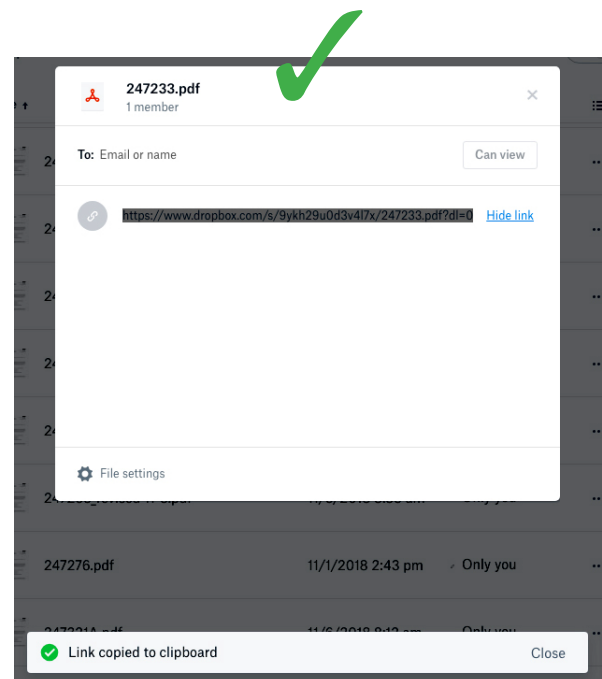 247233.pdf
1 member
To: Email or name
Can view
https://www.dropbox.com/s/9ykh29u0d3v4l7x/247233.pdf?dl=0
Hide link
File settings
247276.pdf 11/1/2018 2:43 pm Only you
Link copied to clipboard
Close